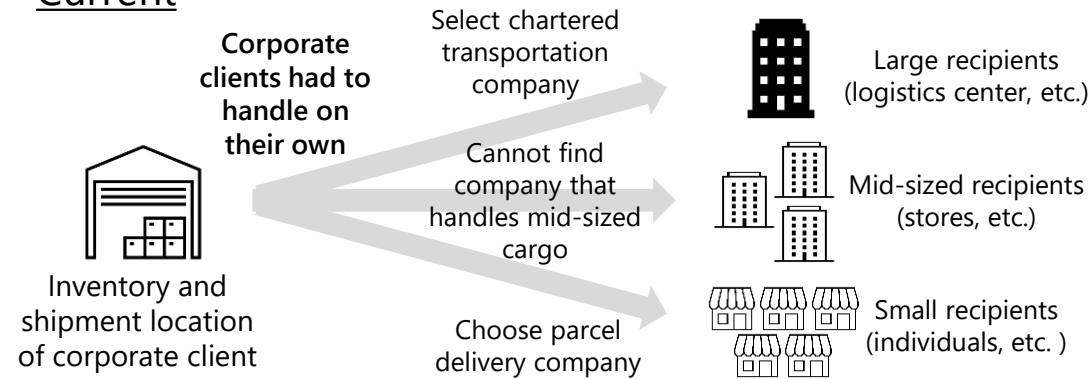 Current
Corporate
clients had to
handle on
their own
Select chartered
transportation
company
Cannot find
company that
handles mid-sized
cargo
Choose parcel
delivery company
Inventory and
shipment location
of corporate client
Large recipients
(logistics center, etc.)
Mid-sized recipients
(stores, etc.)
Small recipients
(individuals, etc. )